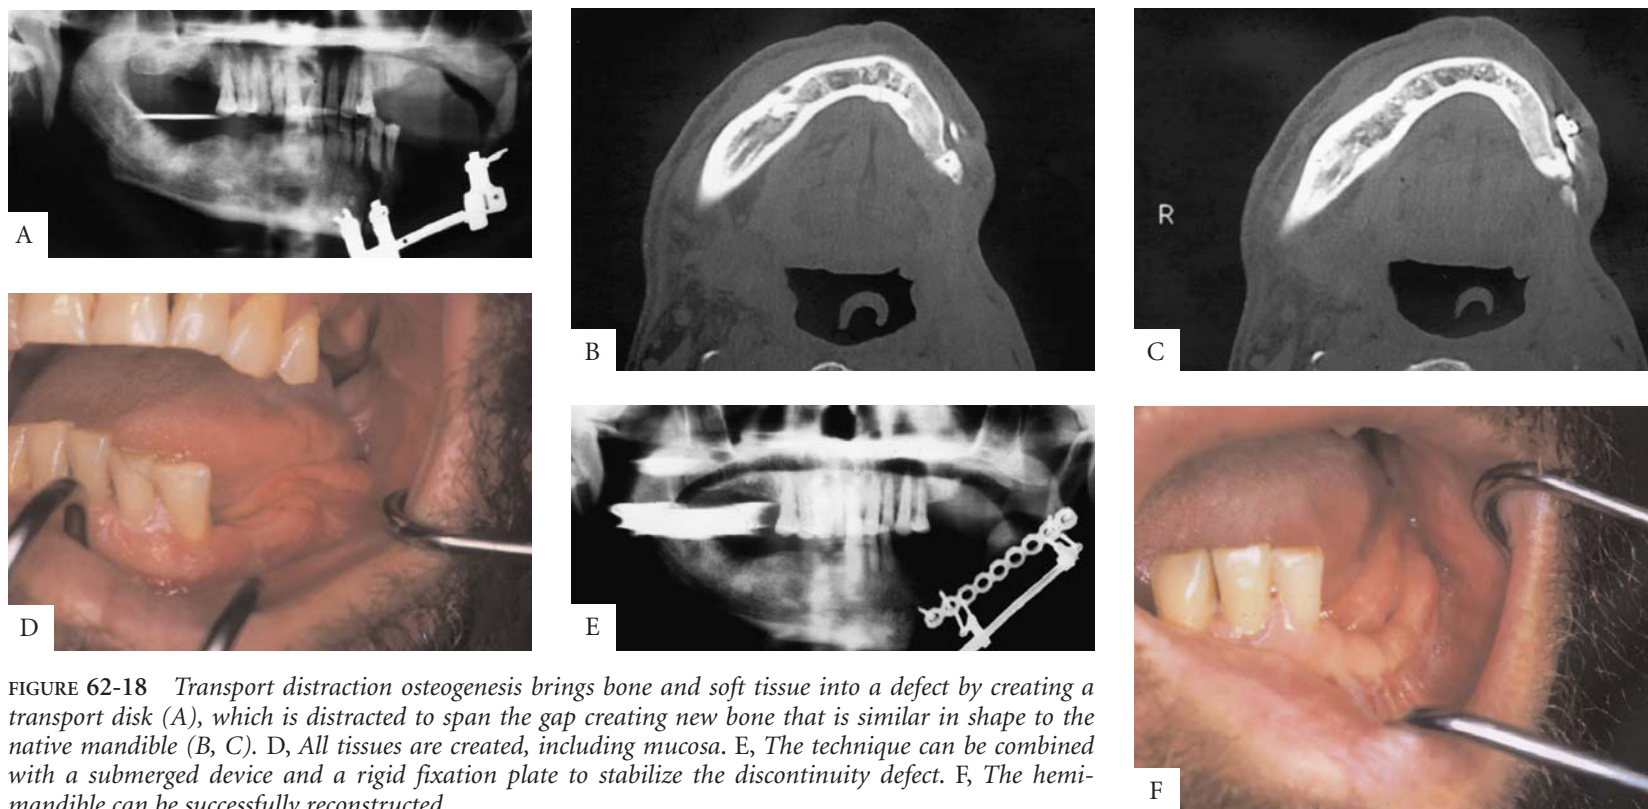 A
B
R
C
D
E
F
FIGURE 62-18 Transport distraction osteogenesis brings bone and soft tissue into a defect by creating a
transport disk (A), which is distracted to span the gap creating new bone that is similar in shape to the
native mandible (B, C). D, All tissues are created, including mucosa. E, The technique can be combined
with a submerged device and a rigid fixation plate to stabilize the discontinuity defect. F, The hemi-
mandible can be successfully reconstructed.